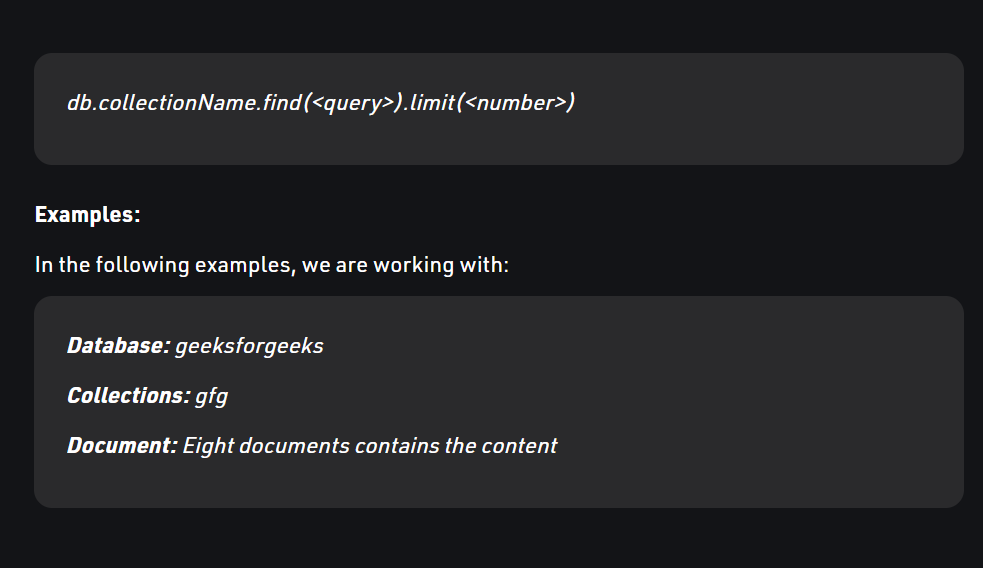 db.collectionName.find(<query>).limit(<number>)
Examples:
In the following examples, we are working with:
Database: geeksforgeeks
Collections: gfg
Document: Eight documents contains the content